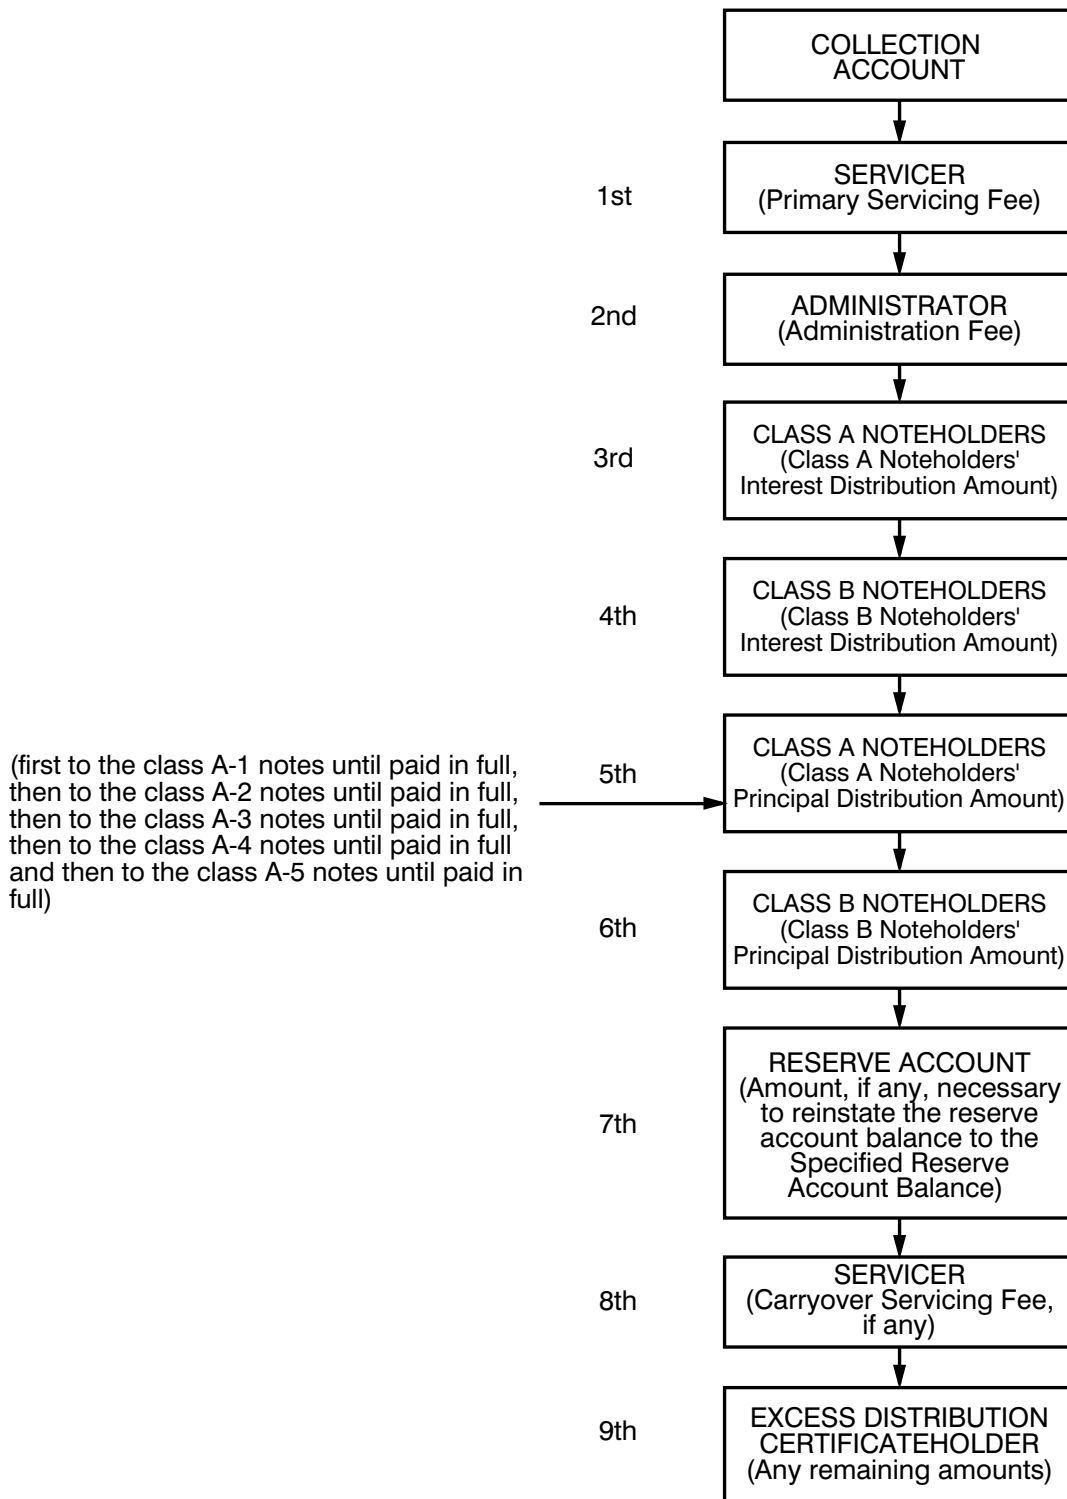 COLLECTION
ACCOUNT
1st
SERVICER
(Primary Servicing Fee)
2nd
ADMINISTRATOR
(Administration Fee)
3rd
CLASS A NOTEHOLDERS
(Class A Noteholders'
Interest Distribution Amount)
4th
CLASS B NOTEHOLDERS
(Class B Noteholders'
Interest Distribution Amount)
(first to the class A-1 notes until paid in full,
then to the class A-2 notes until paid in full,
then to the class A-3 notes until paid in full,
then to the class A-4 notes until paid in full
and then to the class A-5 notes until paid in
full)
5th
CLASS A NOTEHOLDERS
(Class A Noteholders'
Principal Distribution Amount)
6th
CLASS B NOTEHOLDERS
(Class B Noteholders'
Principal Distribution Amount)
7th
RESERVE ACCOUNT
(Amount, if any, necessary
to reinstate the reserve
account balance to the
Specified Reserve
Account Balance)
8th
SERVICER
(Carryover Servicing Fee,
if any)
9th
EXCESS DISTRIBUTION
CERTIFICATEHOLDER
(Any remaining amounts)